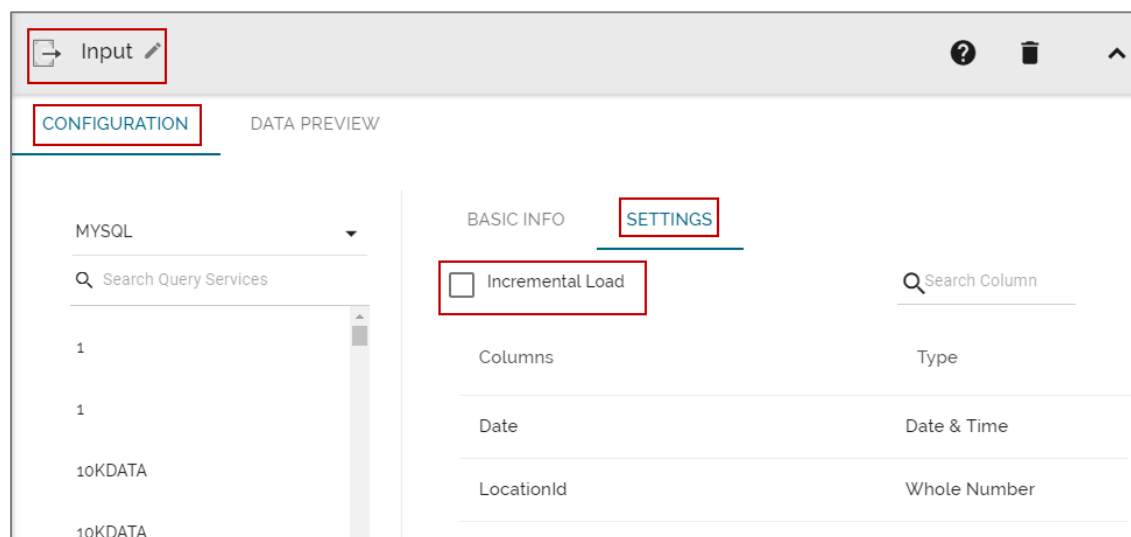 Input
CONFIGURATION DATA PREVIEW
MYSQL
Search Query Services
1
1
10KDATA
10KDATA
BASIC INFO SETTINGS
Incremental Load Search Column
Columns Type
Date Date & Time
LocationId Whole Number